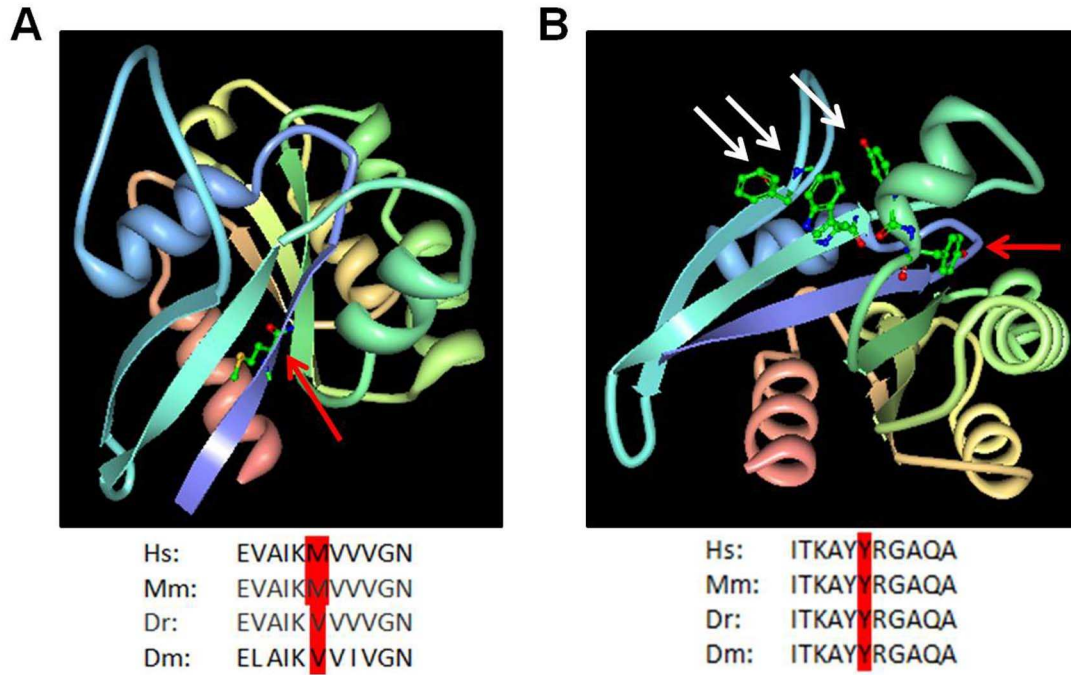 A B
Hs: EVAIKMVVVGN
Mm: EVAIKMVVVGN
Dr: EVAIKVVVVGN
Dm: ELAIKVVIVGN
Hs: ITKAYYRGAQA
Mm: ITKAYYRGAQA
Dr: ITKAYYRGAQA
Dm: ITKAYYRGAQA